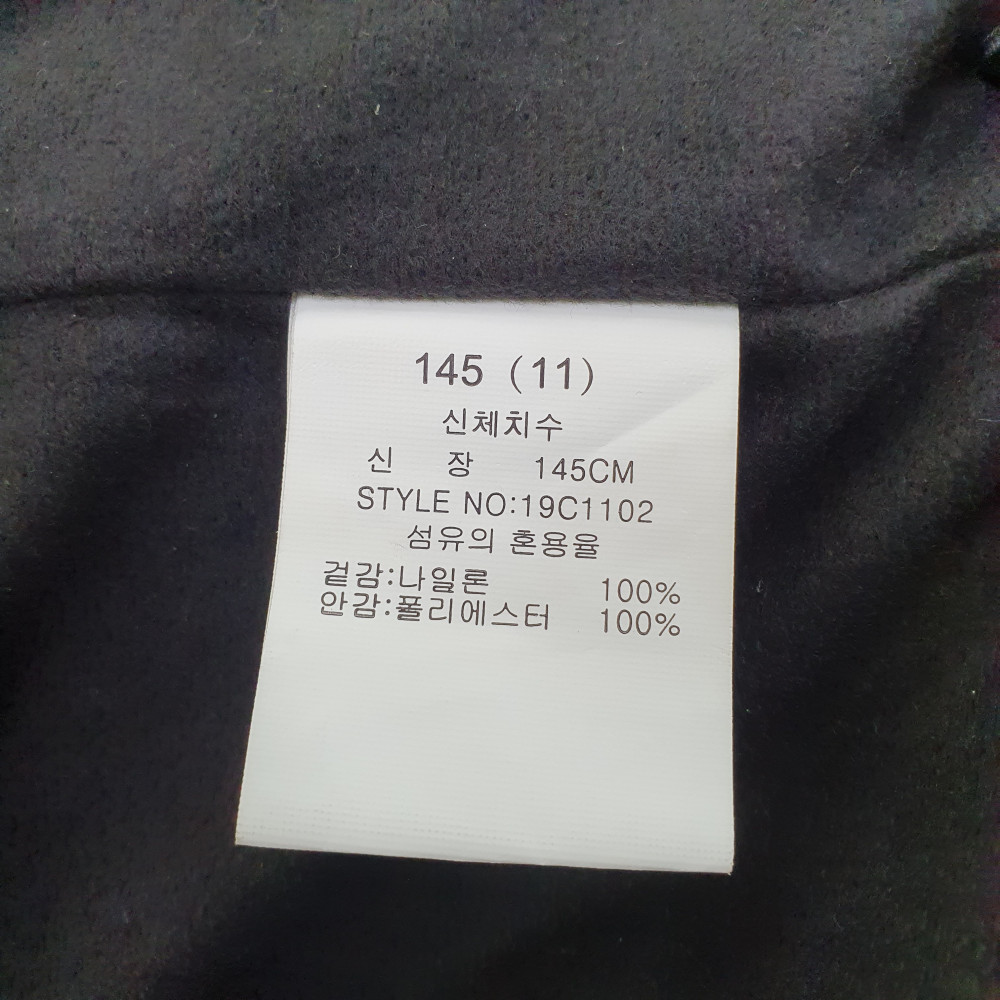 145 (11)
신체치수
신 장 145CM
STYLE NO:19C1102
섬유의 혼용율
겉감:나일론 100%
안감:폴리에스터 100%